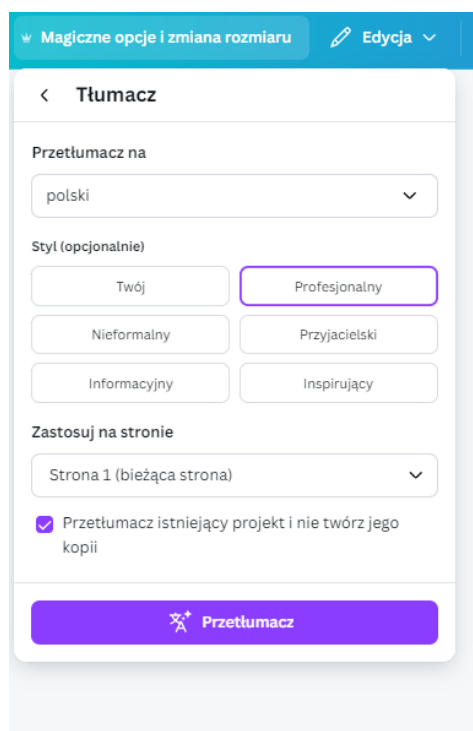 Magiczne opcje i zmiana rozmiaru Edycja
Tłumacz
Przetłumacz na
polski
Styl (opcjonalnie)
Twój Profesjonalny
Nieformalny Przyjacielski
Informacyjny Inspirujący
Zastosuj na stronie
Strona 1 (bieżąca strona)
Przetłumacz istniejący projekt i nie twórz jego
kopii
Przetłumacz